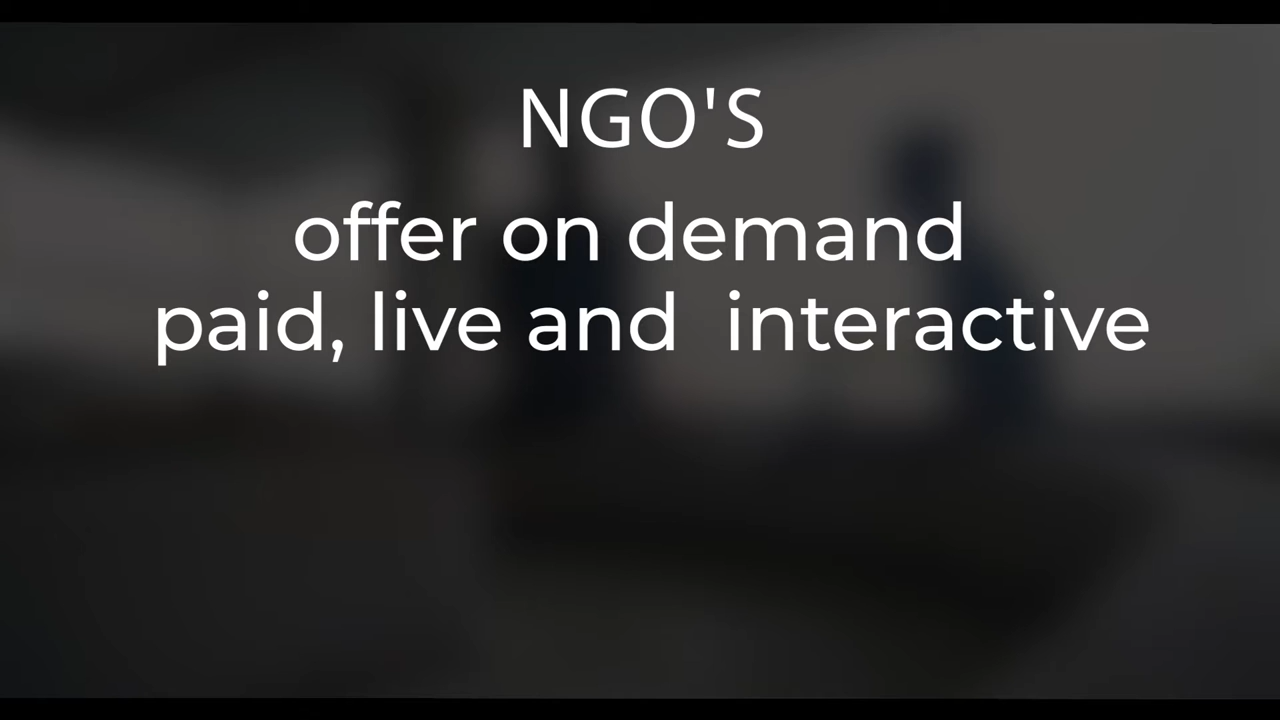 NGO'S
offer on demand
paid, live and  interactive